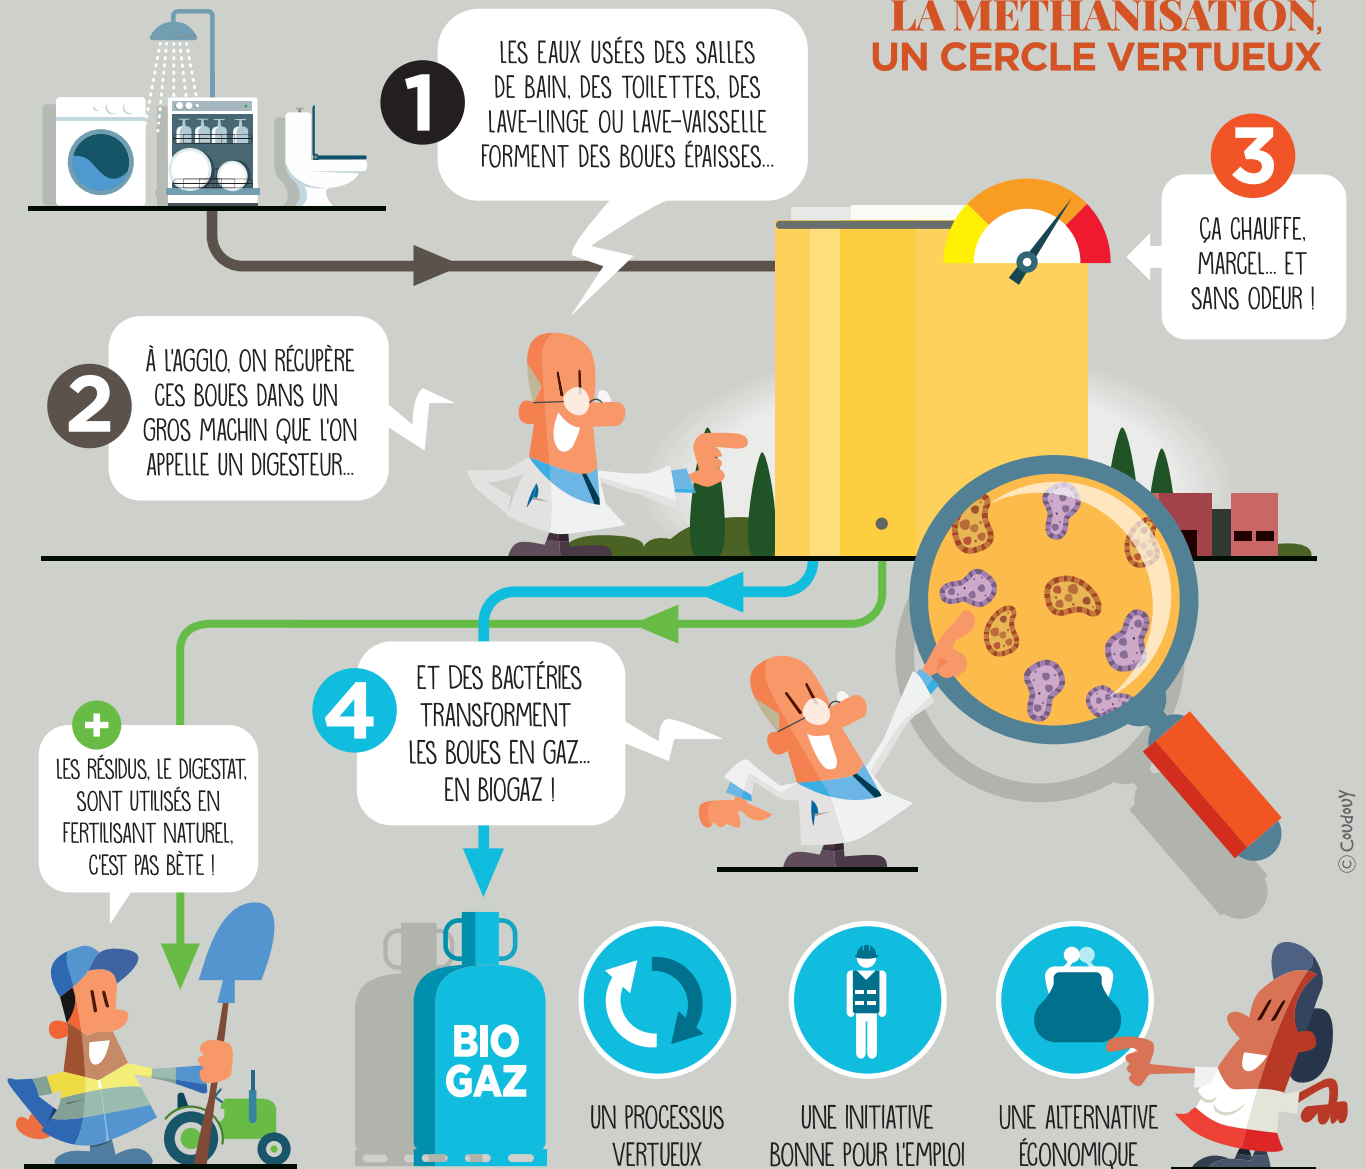 LA MÉTHANISATION,
UN CERCLE VERTUEUX
1
LES EAUX USÉES DES SALLES
DE BAIN, DES TOILETTES, DES
LAVE-LINGE OU LAVE-VAISSELLE
FORMENT DES BOUES ÉPAISSES...
2
À L'AGGLO, ON RÉCUPÈRE
CES BOUES DANS UN
GROS MACHIN QUE L'ON
APPELLE UN DIGESTEUR...
3
ÇA CHAUFFE,
MARCEL... ET
SANS ODEUR !
4
ET DES BACTÉRIES
TRANSFORMENT
LES BOUES EN GAZ...
EN BIOGAZ !
+
LES RÉSIDUS, LE DIGESTAT,
SONT UTILISÉS EN
FERTILISANT NATUREL,
C'EST PAS BÈTE !
BIO
GAZ
UN PROCESSUS
VERTUEUX
UNE INITIATIVE
BONNE POUR L'EMPLOI
UNE ALTERNATIVE
ÉCONOMIQUE
© COUDOUY